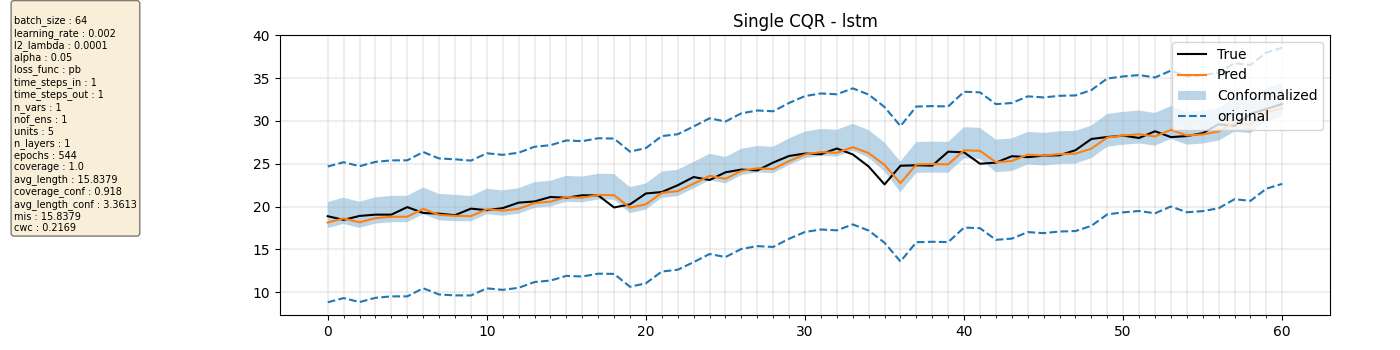 batch_size : 64
learning_rate : 0.002
l2_lambda : 0.0001
alpha : 0.05
loss_func : pb
time_steps_in : 1
time_steps_out : 1
n_vars : 1
nof_ens : 1
units : 5
n_layers : 1
epochs : 544
coverage : 1.0
avg_length : 15.8379
coverage_conf : 0.918
avg_length_conf : 3.3613
mis : 15.8379
cwc : 0.2169
Single CQR - lstm
40
35
30
25
20
15
10
True
Pred
Conformalized
original
0
10
20
30
40
50
60